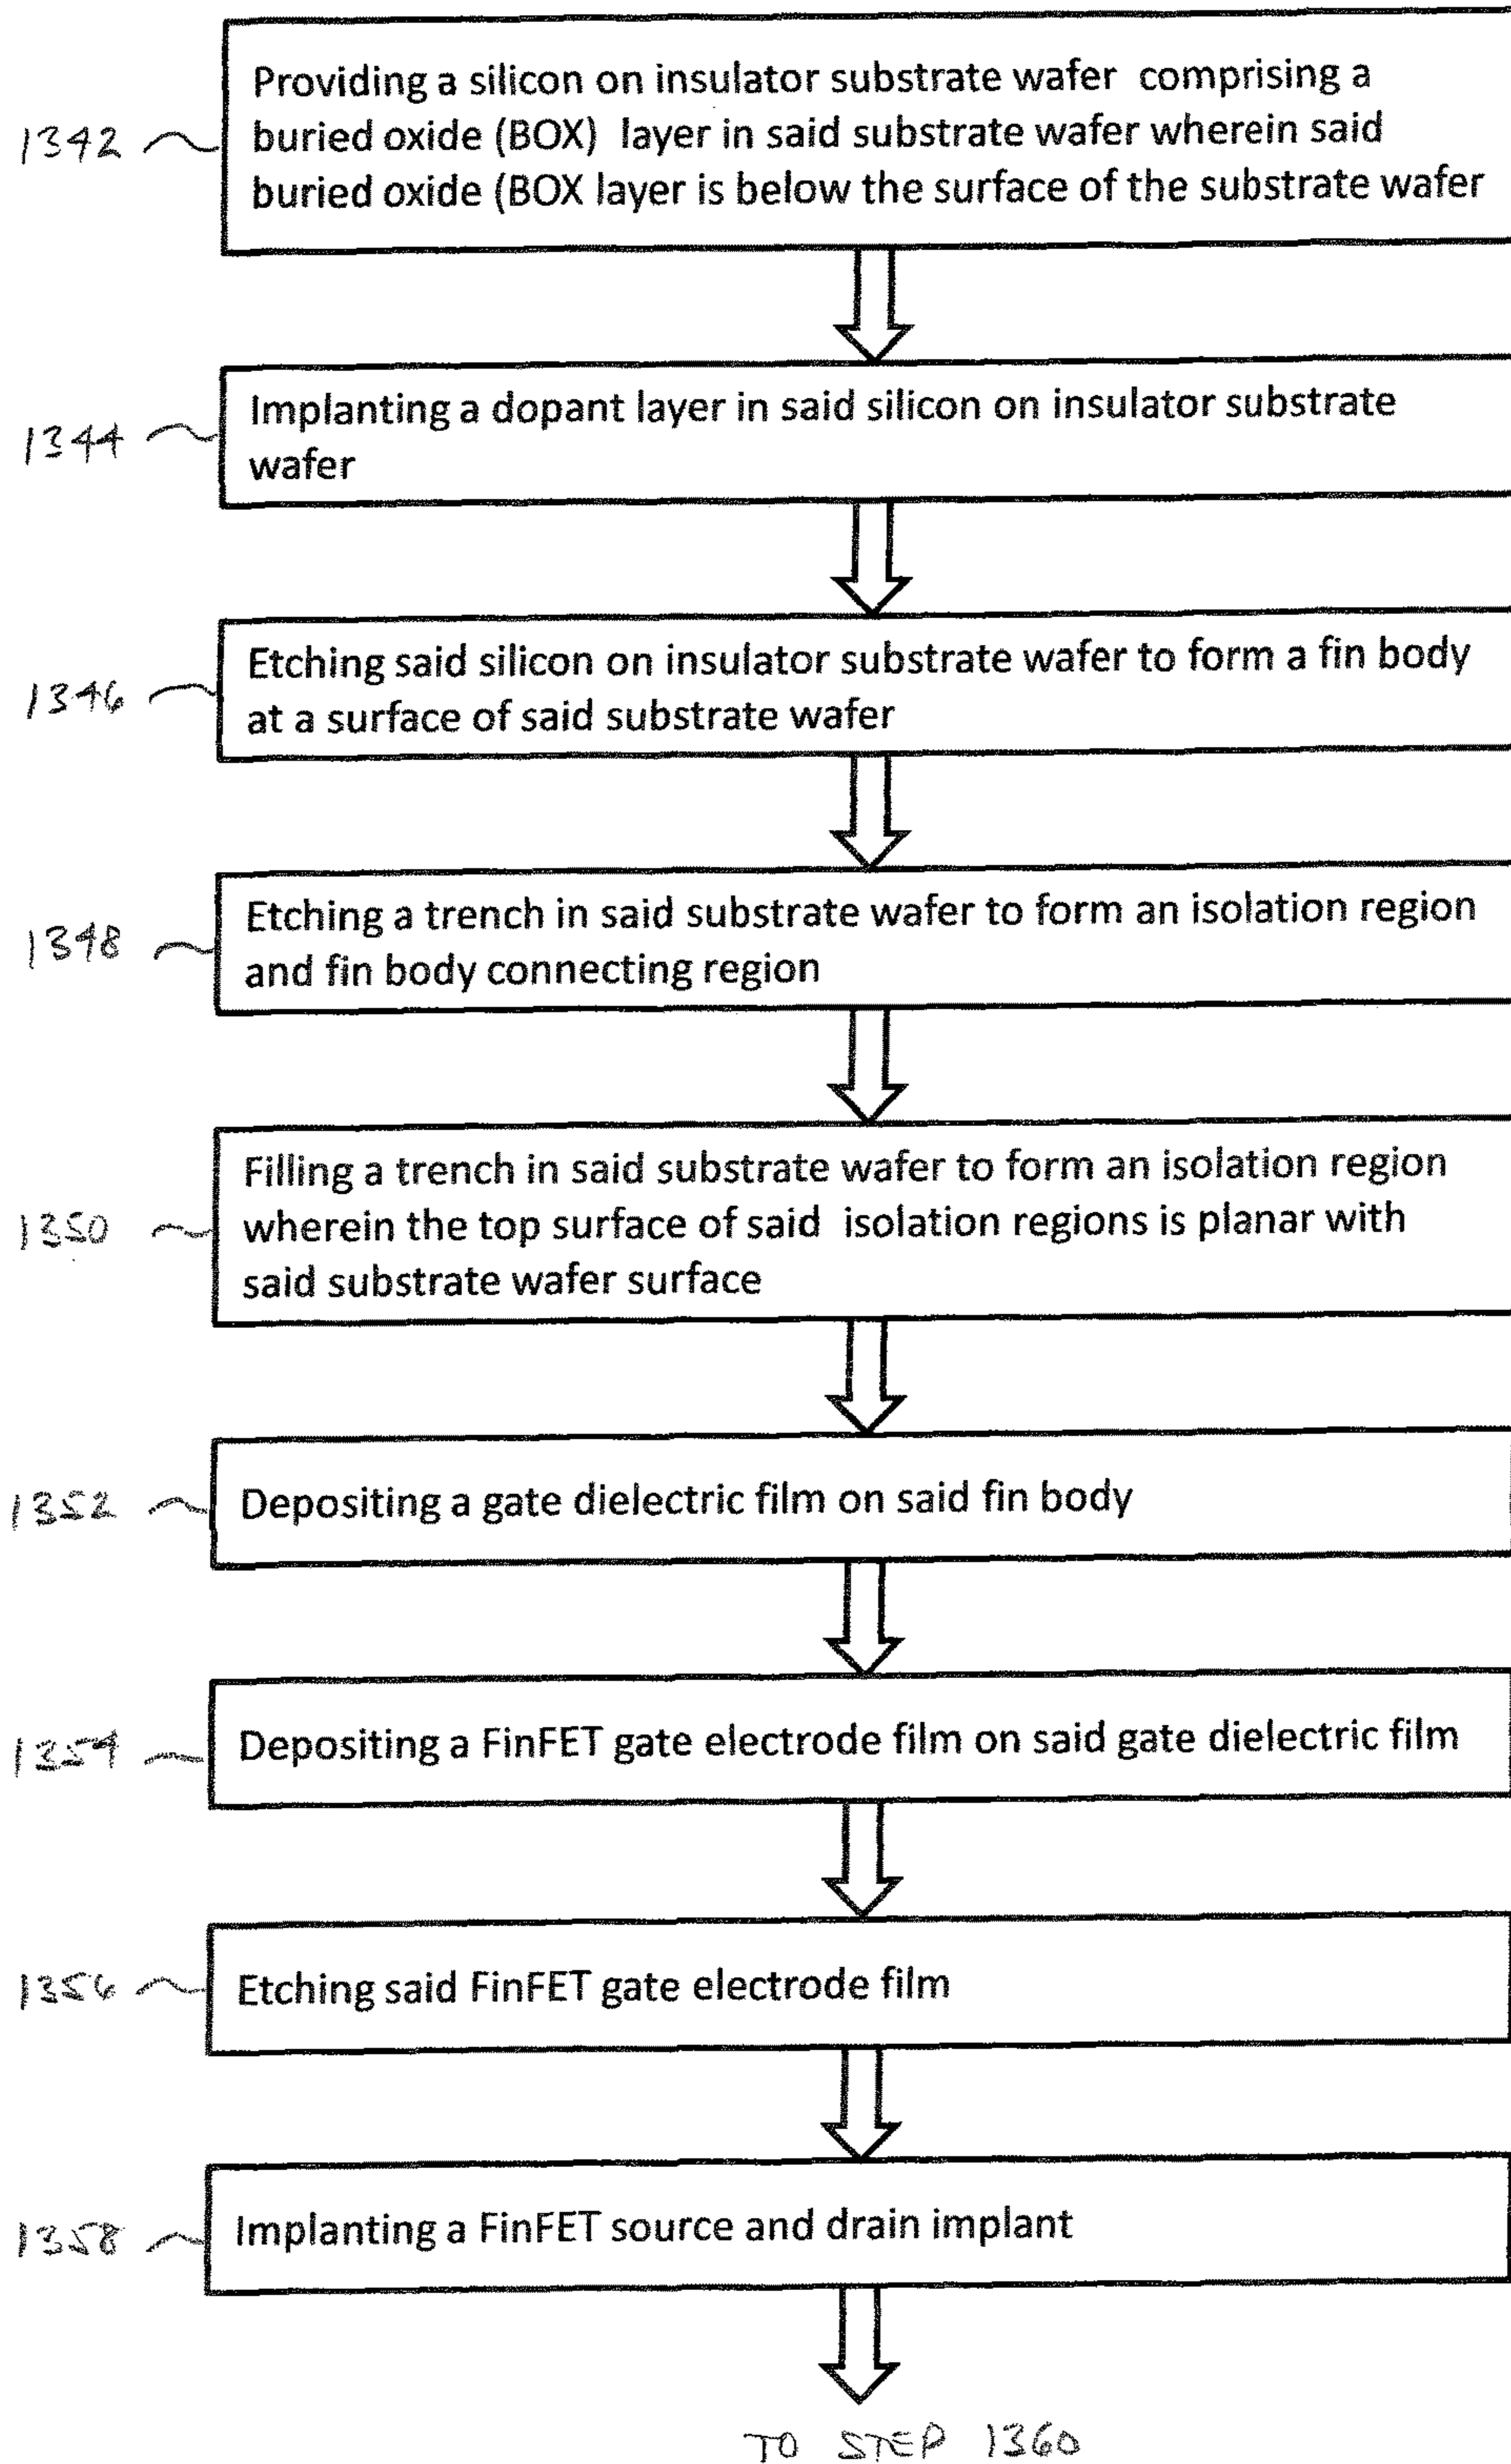 Providing a silicon on insulator substrate wafer comprising a
1342 buried oxide (BOX) layer in said substrate wafer wherein said
buried oxide (BOX layer is below the surface of the substrate wafer
Implanting a dopant layer in said silicon on insulator substrate
1344 wafer
Etching said silicon on insulator substrate wafer to form a fin body
1346 at a surface of said substrate wafer
Etching a trench in said substrate wafer to form an isolation region
1348 and fin body connecting region
Filling a trench in said substrate wafer to form an isolation region
1350 wherein the top surface of said isolation regions is planar with
said substrate wafer surface
1352 Depositing a gate dielectric film on said fin body
1354 Depositing a FinFET gate electrode film on said gate dielectric film
1356 Etching said FinFET gate electrode film
1358 Implanting a FinFET source and drain implant
TO STEP 1360